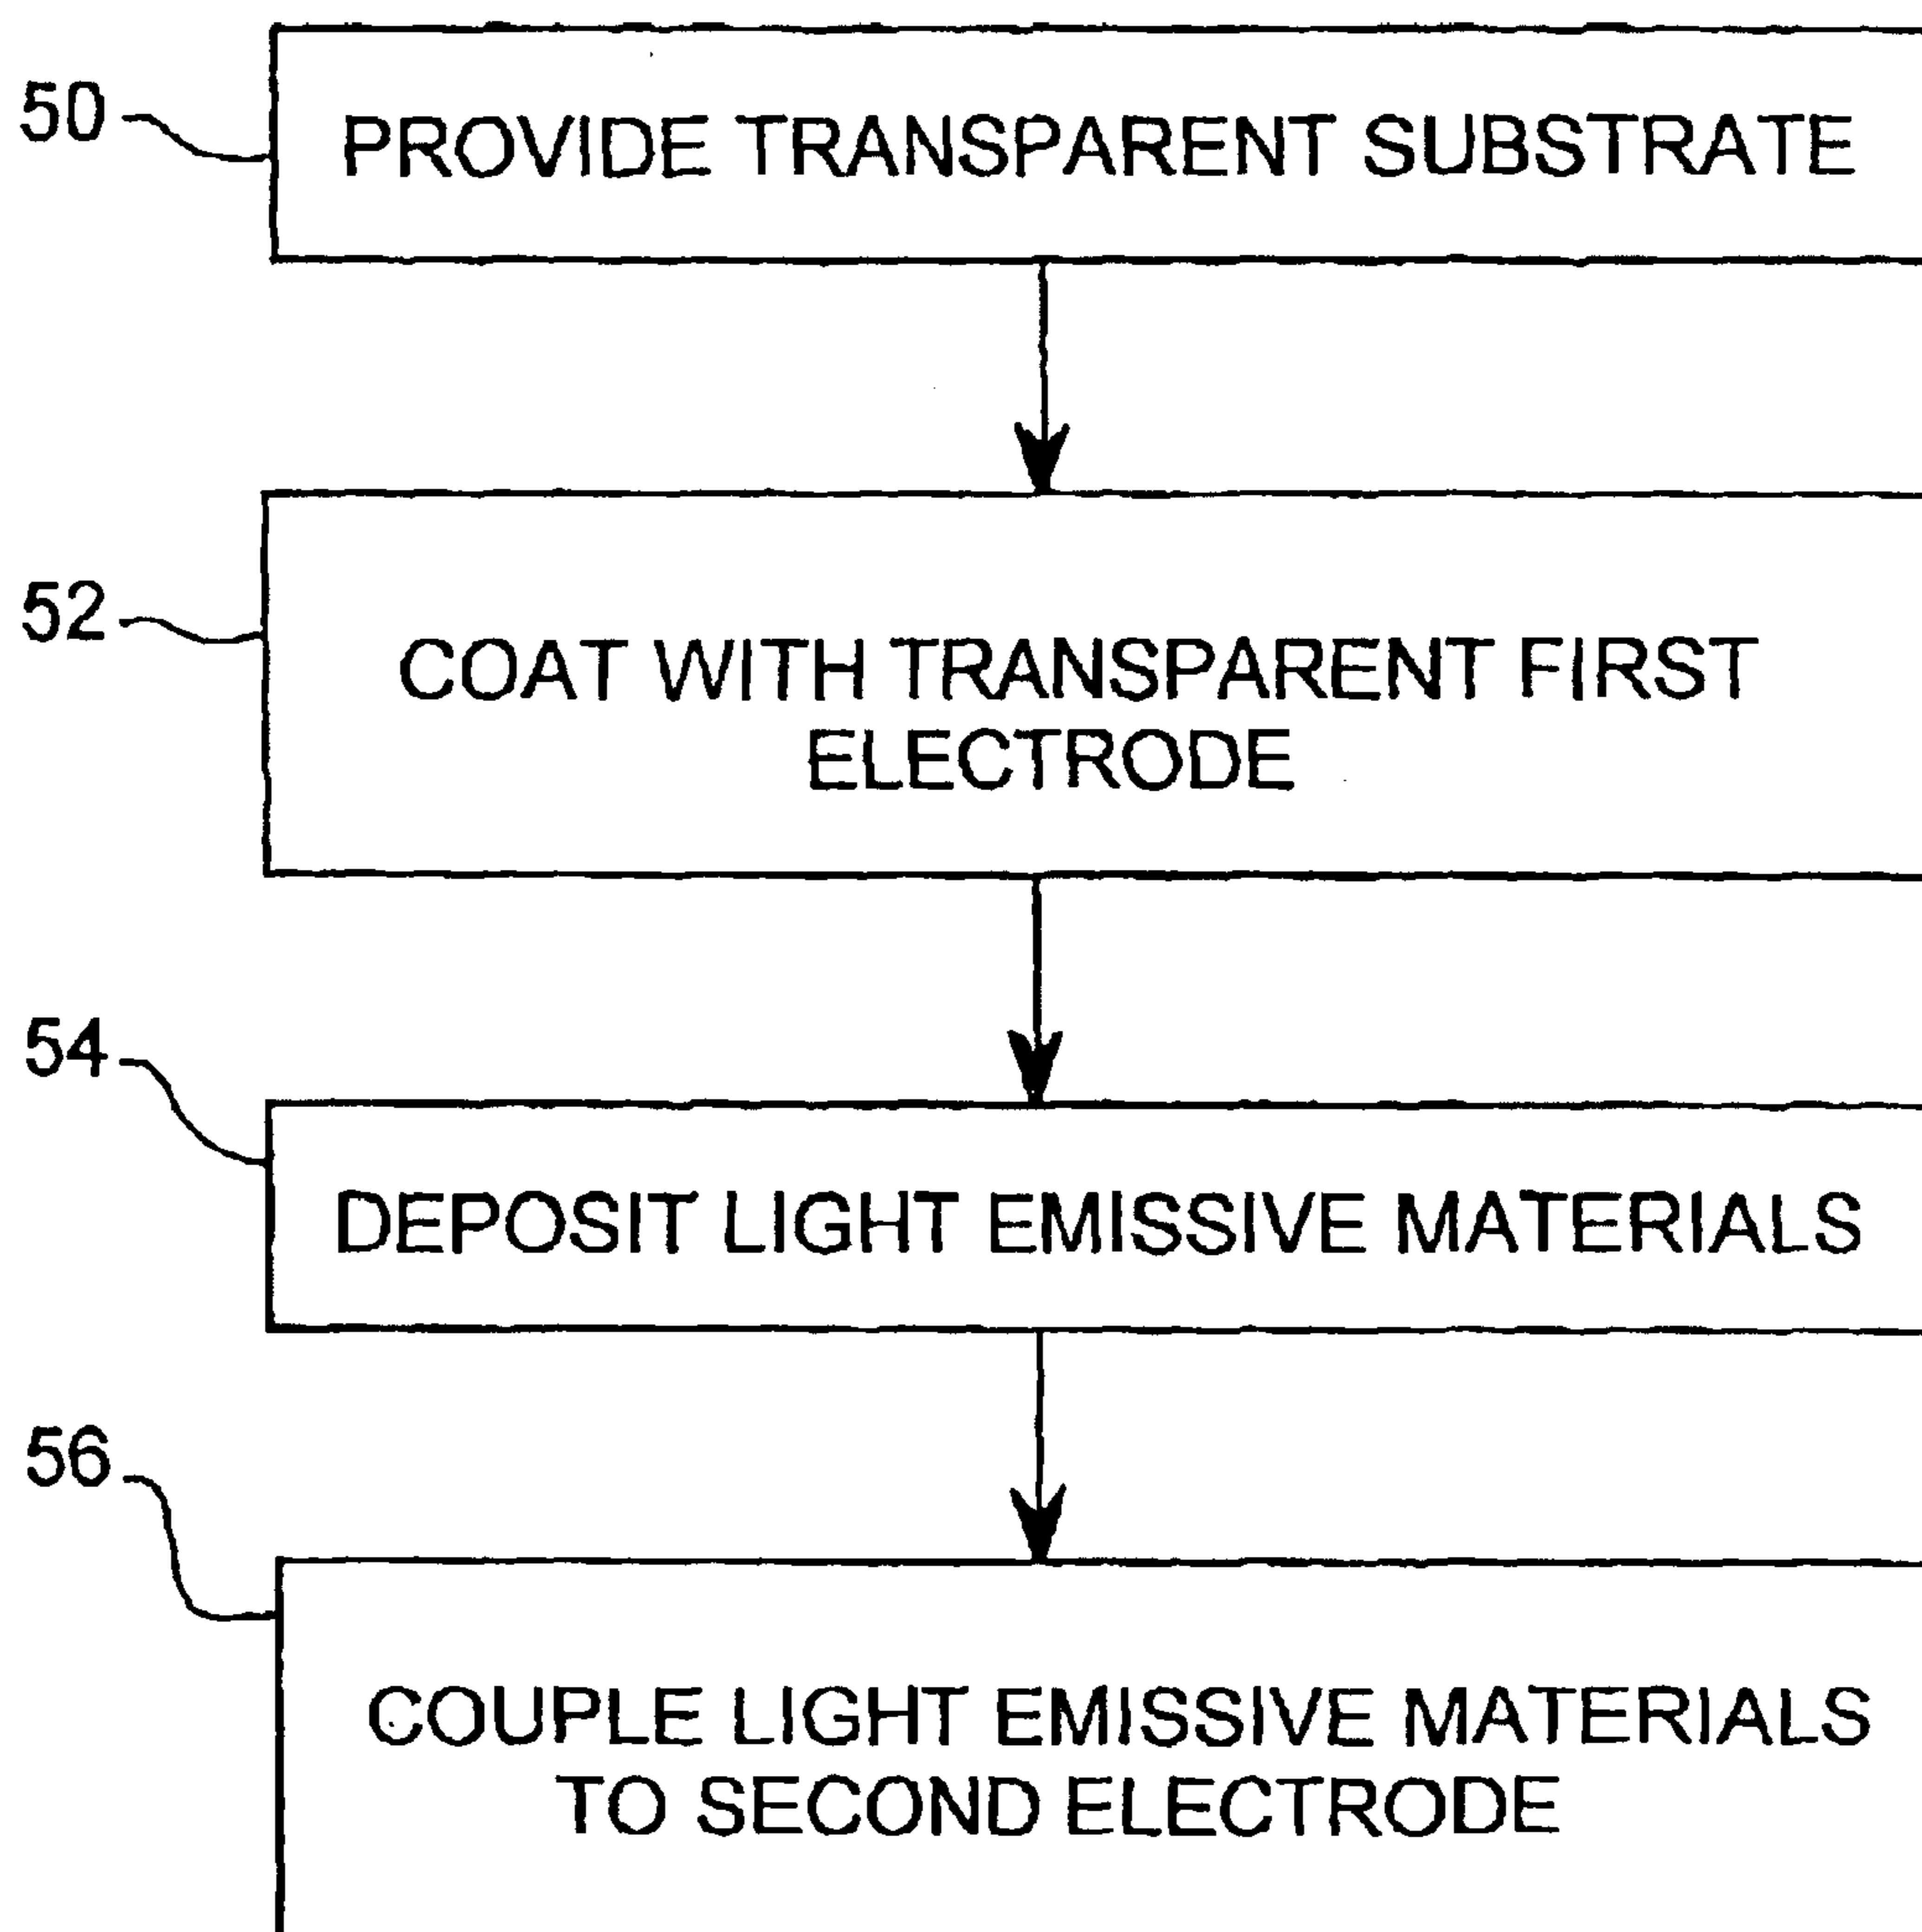 50
PROVIDE TRANSPARENT SUBSTRATE
52
COAT WITH TRANSPARENT FIRST
ELECTRODE
54
DEPOSIT LIGHT EMISSIVE MATERIALS
56
COUPLE LIGHT EMISSIVE MATERIALS
TO SECOND ELECTRODE